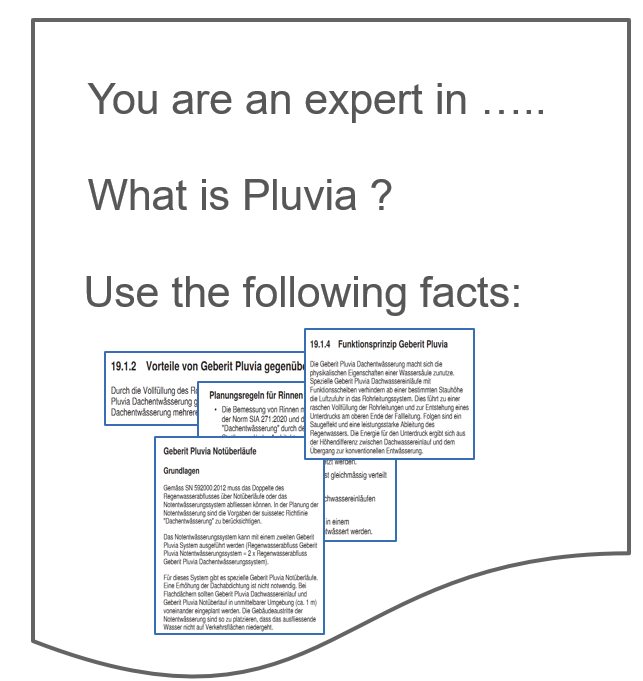 You are an expert in .....
What is Pluvia ?
Use the following facts:
19.1.2 Vorteile von Geberit Pluvia gegenübe
Durch die Vollfüllung des Ro
Pluvia Dachentwässerung g
Dachentwässerung mehrere
Planungsregeln für Rinnen
• Die Bemessung von Rinnen m
der Norm SIA 271:2020 und d
"Dachentwässerung" durch de
19.1.4 Funktionsprinzip Geberit Pluvia
Die Geberit Pluvia Dachentwässerung macht sich die
physikalischen Eigenschaften einer Wassersäule zunutze.
Spezielle Geberit Pluvia Dachwassereinläufe mit
Funktionsscheiben verhindern ab einer bestimmten Stauhöhe
die Luftzufuhr in das Rohrleitungssystem. Dies führt zu einer
raschen Vollfüllung der Rohrleitungen und zur Entstehung eines
Unterdrucks am oberen Ende der Fallleitung. Folgen sind ein
Saugeffekt und eine leistungsstarke Ableitung des
Regenwassers. Die Energie für den Unterdruck ergibt sich aus
der Höhendifferenz zwischen Dachwassereinlauf und dem
Übergang zur konventionellen Entwässerung.
tzt werden.
st gleichmässig verteilt
chwassereinläufen
in einem
twässert werden.
Geberit Pluvia Notüberläufe
Grundlagen
Gemäss SN 592000:2012 muss das Doppelte des
Regenwasserabflusses über Notüberläufe oder das
Notentwässerungssystem abfliessen können. In der Planung der
Notentwässerung sind die Vorgaben der suissetec Richtlinie
"Dachentwässerung" zu berücksichtigen.
Das Notentwässerungssystem kann mit einem zweiten Geberit
Pluvia System ausgeführt werden (Regenwasserabfluss Geberit
Pluvia Notentwässerungssystem = 2 x Regenwasserabfluss
Geberit Pluvia Dachentwässerungssystem).
Für dieses System gibt es spezielle Geberit Pluvia Notüberläufe.
Eine Erhöhung der Dachabdichtung ist nicht notwendig. Bei
Flachdächern sollten Geberit Pluvia Dachwassereinlauf und
Geberit Pluvia Notüberlauf in unmittelbarer Umgebung (ca. 1 m)
voneinander eingeplant werden. Die Gebäudeaustritte der
Notentwässerung sind so zu platzieren, dass das ausfliessende
Wasser nicht auf Verkehrsflächen niedergeht.